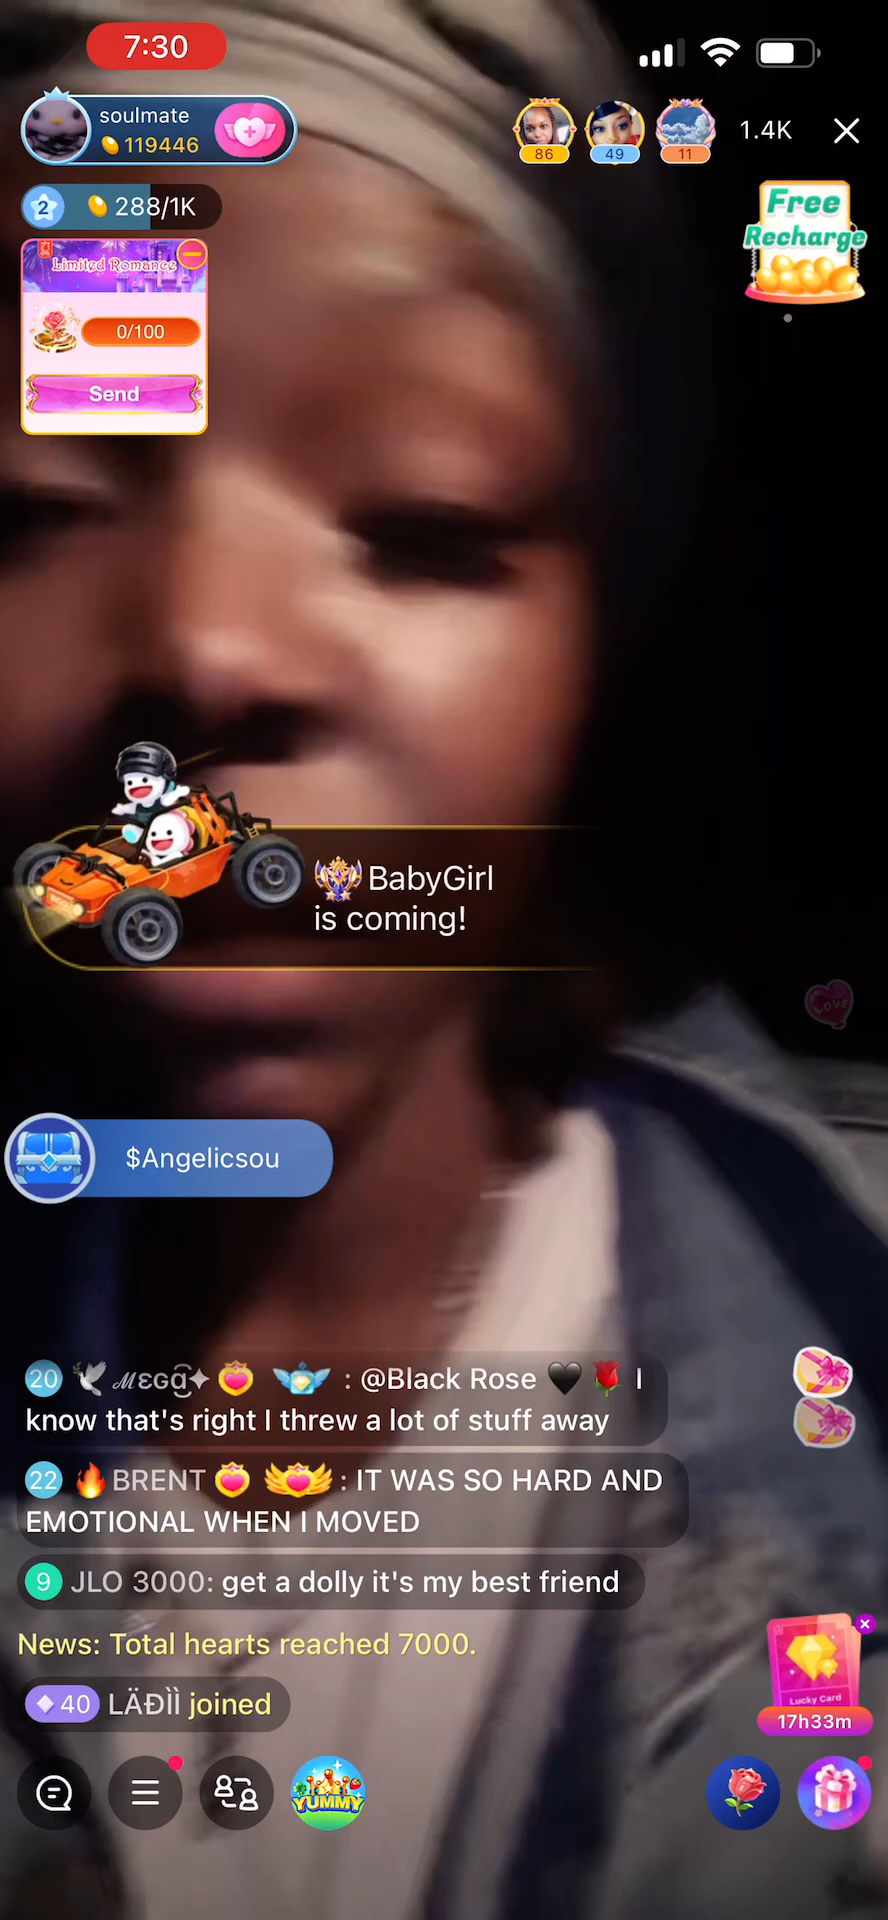 7:30
soulmate
119446
86
49
11
1.4K
2
288/1K
Free
Recharge
Limited Romance
0/100
Send
BabyGirl
is coming!
LOVE
$Angelicsou
20 🕊 ℳɛɢą͡✦ : @Black Rose 🖤🌹 I
know that's right I threw a lot of stuff away
22 🔥 BRENT : IT WAS SO HARD AND
EMOTIONAL WHEN I MOVED
9 JLO 3000: get a dolly it's my best friend
News: Total hearts reached 7000.
Lucky Card
40 LÄĐÌÌ joined
17h33m
YUMMY